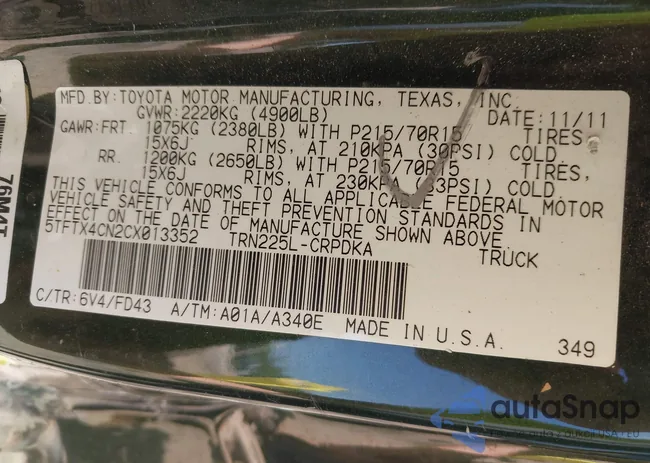 MFD.BY:TOYOTA MOTOR MANUFACTURING, TEXAS, INC.
GVWR:2220KG (4900LB) DATE: 11/11
GAWR:FRT. 1075KG (2380LB) WITH P215/70R15 TIRES,
15X6J RIMS, AT 210KPA (30PSI) COLD
RR. 1200KG (2650LB) WITH P215/70R15 TIRES,
15X6J RIMS, AT 230KPA (33PSI) COLD
THIS VEHICLE CONFORMS TO ALL APPLICABLE FEDERAL MOTOR
VEHICLE SAFETY AND THEFT PREVENTION STANDARDS IN
EFFECT ON THE DATE OF MANUFACTURE SHOWN ABOVE.
5TFTX4CN2CX013352 TRN225L-CRPDKA TRUCK
C/TR:6V4/FD43 A/TM:A01A/A340E MADE IN U.S.A. 349
76M4T
autoSnap